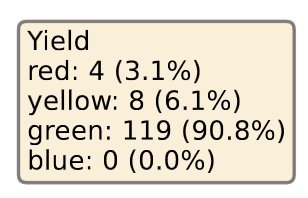 Yield
red: 4 (3.1%)
yellow: 8 (6.1%)
green: 119 (90.8%)
blue: 0 (0.0%)